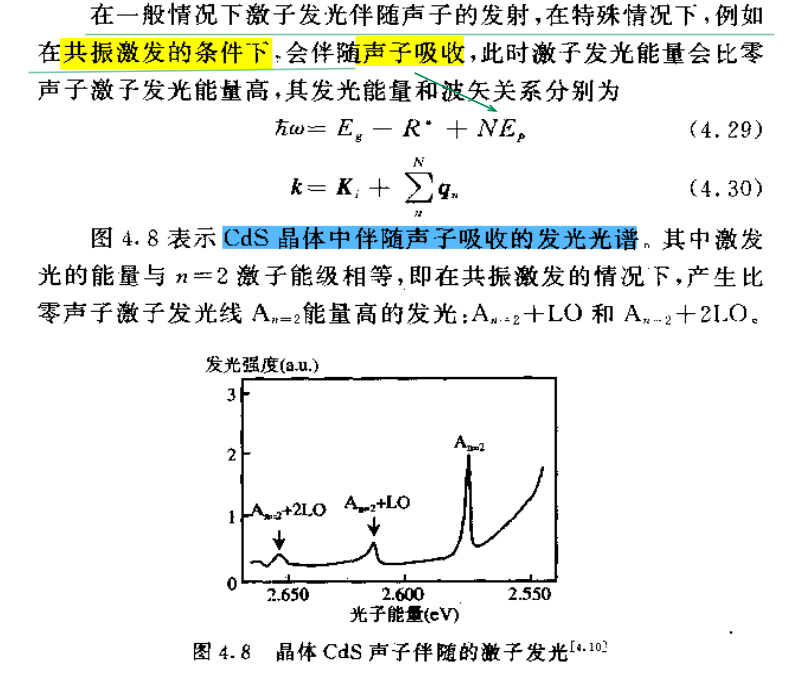 在一般情况下激子发光伴随声子的发射,在特殊情况下,例如
在共振激发的条件下,会伴随声子吸收,此时激子发光能量会比零
声子激子发光能量高,其发光能量和波矢关系分别为
ħω= E_g − R* + NE_p (4.29)
k = K_i + ∑_n^N q_n (4.30)
图 4.8 表示 CdS 晶体中伴随声子吸收的发光光谱。其中激发
光的能量与 n=2 激子能级相等,即在共振激发的情况下,产生比
零声子激子发光线 A_{n=2}能量高的发光:A_{n=2}+LO 和 A_{n=2}+2LO。
发光强度(a.u.)
3
2
1
0
A_{n=2}+2LO
A_{n=2}+LO
A_{n=2}
2.650 2.600 2.550
光子能量(eV)
图 4.8 晶体 CdS 声子伴随的激子发光[4.10]